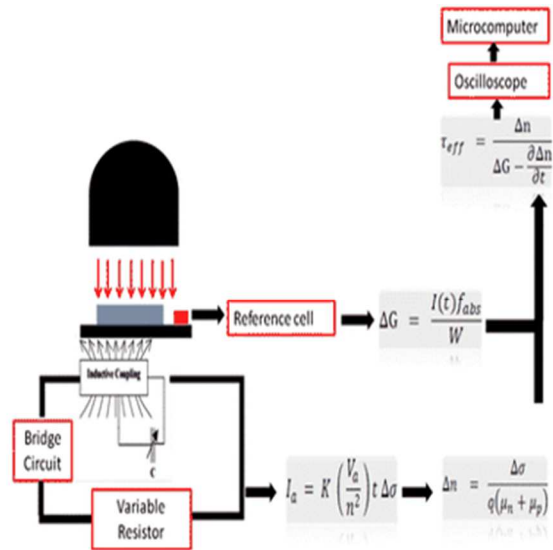 Microcomputer
Oscilloscope
τ_eff = Δn / (ΔG − ∂Δn/∂t)
Reference cell
ΔG = I(t)f_abs / W
Inductive Coupling
Bridge
Circuit
C
Variable
Resistor
I_a = K (V_a/n²) t Δσ
Δn = Δσ / q(μ_n + μ_p)